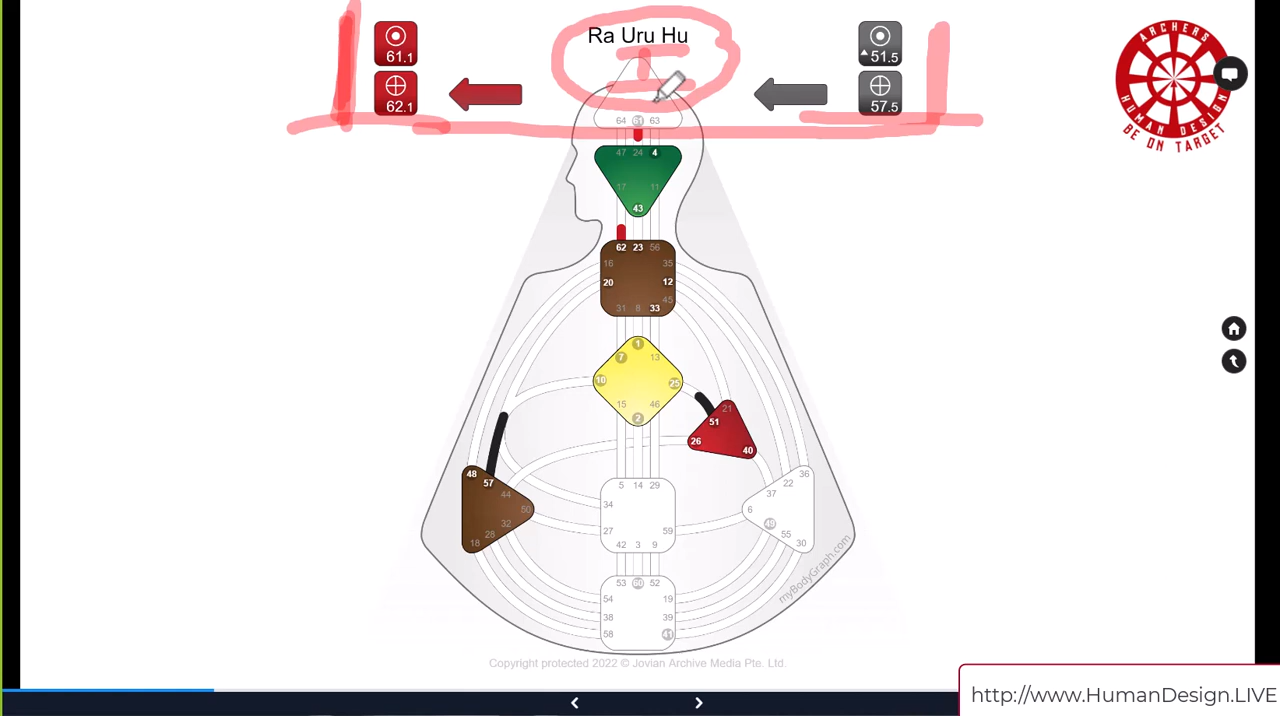 Ra Uru Hu
61.1
62.1
51.5
57.5
ARCHERS
HUMAN DESIGN
BE ON TARGET
64 61 63
47 24 4
17 11
43
62 23 56
16 35
20 12
45
31 8 33
1
7 13
10 25
15 46
2
21
51
26
40
48
57
44
50
32
28
18
36
22
37
6
49
55
30
5 14 29
34
27 59
42 3 9
53 60 52
54 19
38 39
58 41
myBodyGraph.com
Copyright protected 2022 © Jovian Archive Media Pte. Ltd.
http://www.HumanDesign.LIVE